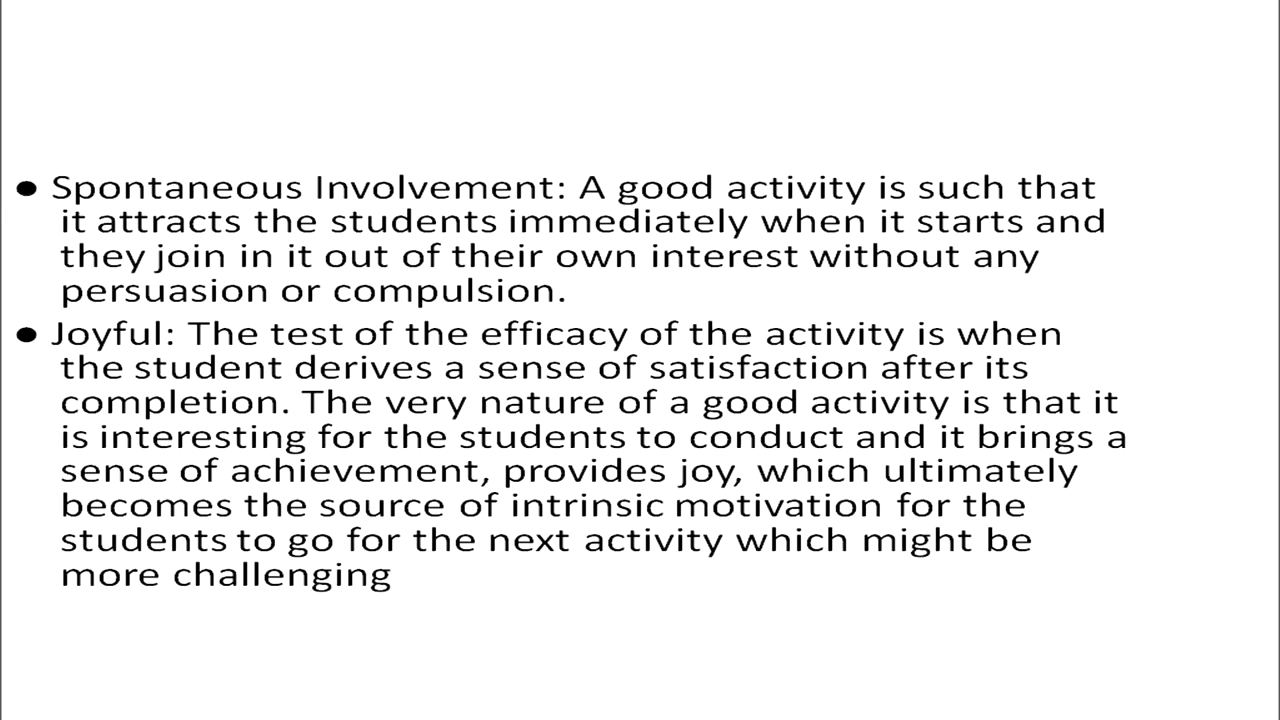 ● Spontaneous Involvement: A good activity is such that
it attracts the students immediately when it starts and
they join in it out of their own interest without any
persuasion or compulsion.
● Joyful: The test of the efficacy of the activity is when
the student derives a sense of satisfaction after its
completion. The very nature of a good activity is that it
is interesting for the students to conduct and it brings a
sense of achievement, provides joy, which ultimately
becomes the source of intrinsic motivation for the
students to go for the next activity which might be
more challenging